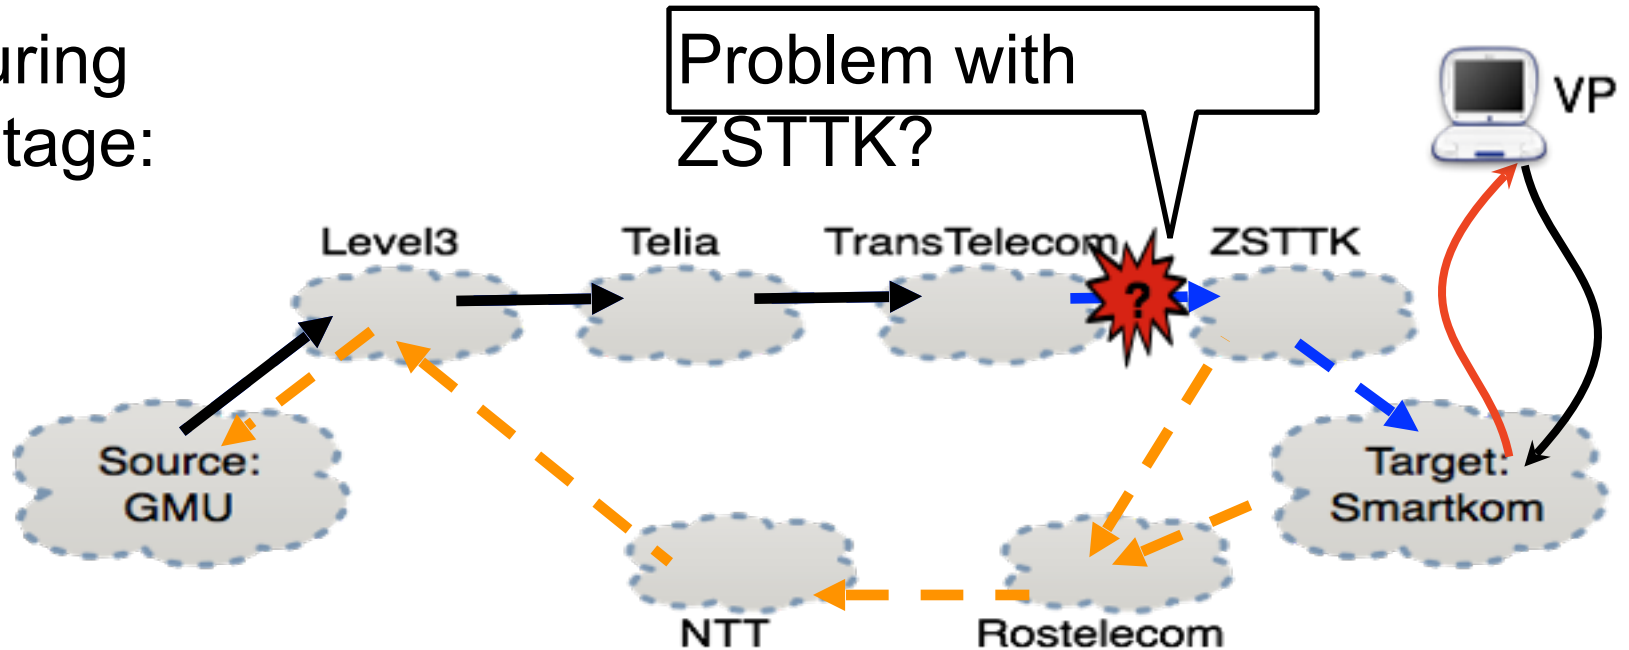 uring
tage:
Problem with
ZSTTK?
VP
Level3
Telia
TransTelecom
ZSTTK
?
Source:
GMU
Target:
Smartkom
NTT
Rostelecom